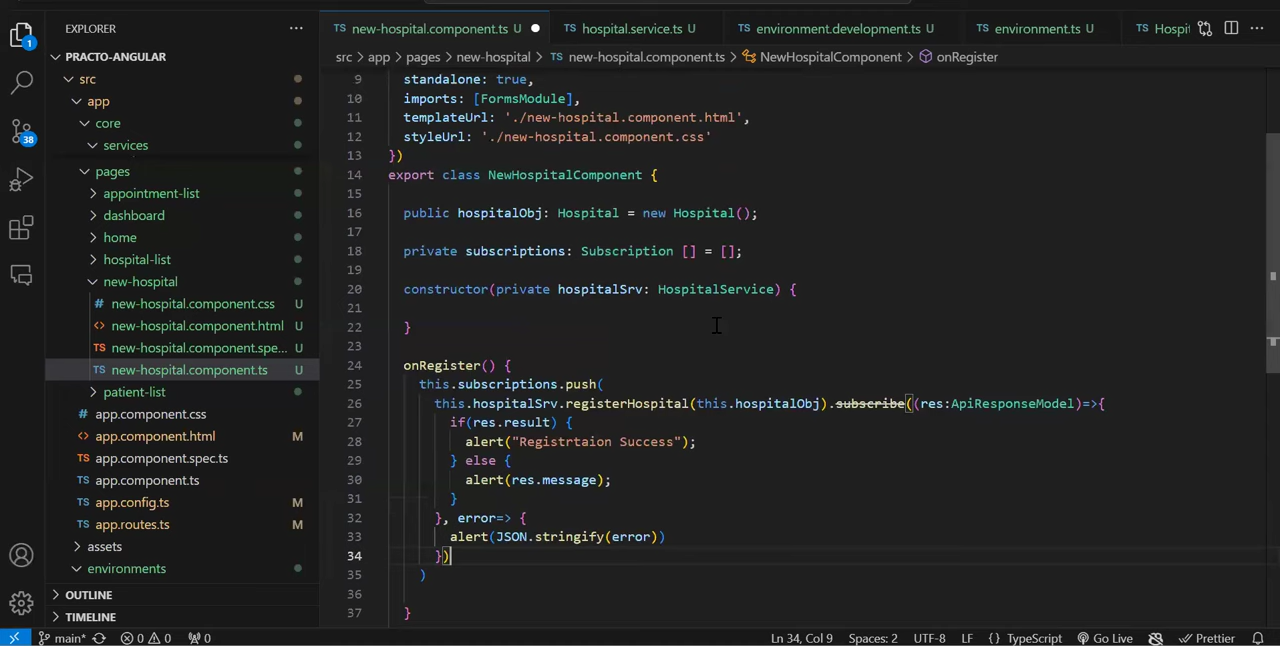 EXPLORER
new-hospital.component.ts U
hospital.service.ts U
environment.development.ts U
environment.ts U
Hospi
PRACTO-ANGULAR
src > app > pages > new-hospital > TS new-hospital.component.ts > NewHospitalComponent > onRegister
src
app
core
services
pages
appointment-list
dashboard
home
hospital-list
new-hospital
# new-hospital.component.css U
<> new-hospital.component.html U
TS new-hospital.component.spe... U
TS new-hospital.component.ts U
patient-list
# app.component.css
<> app.component.html M
TS app.component.spec.ts
TS app.component.ts
TS app.config.ts M
TS app.routes.ts M
assets
environments
OUTLINE
TIMELINE
1
38
9 standalone: true,
10 imports: [FormsModule],
11 templateUrl: './new-hospital.component.html',
12 styleUrl: './new-hospital.component.css'
13 })
14 export class NewHospitalComponent {
15
16 public hospitalObj: Hospital = new Hospital();
17
18 private subscriptions: Subscription [] = [];
19
20 constructor(private hospitalSrv: HospitalService) {
21
22 }
23
24 onRegister() {
25 this.subscriptions.push(
26 this.hospitalSrv.registerHospital(this.hospitalObj).subscribe((res:ApiResponseModel)=>{
27 if(res.result) {
28 alert("Registrtaion Success");
29 } else {
30 alert(res.message);
31 }
32 }, error=> {
33 alert(JSON.stringify(error))
34 })
35 )
36
37 }
main* 0 0 0 Ln 34, Col 9 Spaces: 2 UTF-8 LF {} TypeScript Go Live Prettier